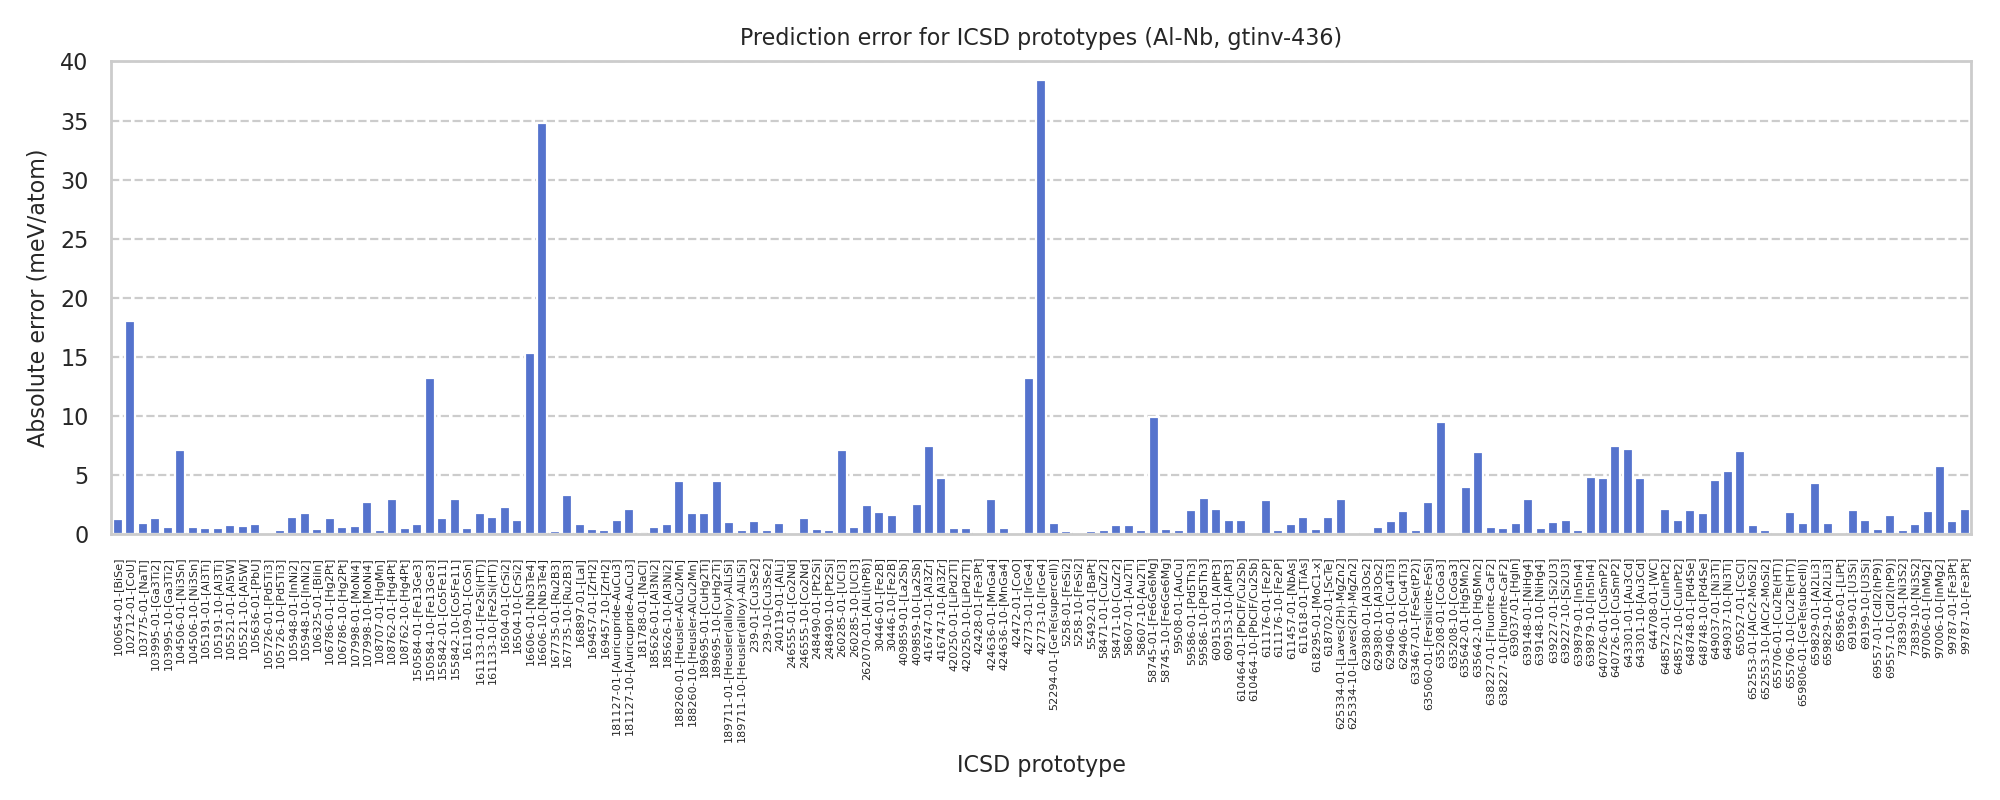 Prediction error for ICSD prototypes (Al-Nb, gtinv-436)
Absolute error (meV/atom)
40
35
30
25
20
15
10
5
0
100654-01-[BiSe]
102712-01-[CoU]
103775-01-[NaTl]
103995-01-[Ga3Ti2]
103995-10-[Ga3Ti2]
104506-01-[Ni3Sn]
104506-10-[Ni3Sn]
105191-01-[Al3Ti]
105191-10-[Al3Ti]
105521-01-[Al5W]
105521-10-[Al5W]
105636-01-[PbU]
105726-01-[Pd5Ti3]
105726-10-[Pd5Ti3]
105948-01-[InNi2]
105948-10-[InNi2]
106325-01-[BiIn]
106786-01-[Hg2Pt]
106786-10-[Hg2Pt]
107998-01-[MoNi4]
107998-10-[MoNi4]
108707-01-[HgMn]
108762-01-[Hg4Pt]
108762-10-[Hg4Pt]
150584-01-[Fe13Ge3]
150584-10-[Fe13Ge3]
155842-01-[Co5Fe11]
155842-10-[Co5Fe11]
161109-01-[CoSn]
161133-01-[Fe2Si(HT)]
161133-10-[Fe2Si(HT)]
16504-01-[CrSi2]
16504-10-[CrSi2]
16606-01-[Nb3Te4]
16606-10-[Nb3Te4]
167735-01-[Ru2B3]
167735-10-[Ru2B3]
168897-01-[LaI]
169457-01-[ZrH2]
169457-10-[ZrH2]
181127-01-[Auricupride-AuCu3]
181127-10-[Auricupride-AuCu3]
181788-01-[NaCl]
185626-01-[Al3Ni2]
185626-10-[Al3Ni2]
188260-01-[Heusler-AlCu2Mn]
188260-10-[Heusler-AlCu2Mn]
189695-01-[CuHg2Ti]
189695-10-[CuHg2Ti]
189711-01-[Heusler(alloy)-AlLiSi]
189711-10-[Heusler(alloy)-AlLiSi]
239-01-[Cu3Se2]
239-10-[Cu3Se2]
240119-01-[AlLi]
246555-01-[Co2Nd]
246555-10-[Co2Nd]
248490-01-[Pt2Si]
248490-10-[Pt2Si]
260285-01-[UCl3]
260285-10-[UCl3]
262070-01-[AlLi(hP8)]
30446-01-[Fe2B]
30446-10-[Fe2B]
409859-01-[La2Sb]
409859-10-[La2Sb]
416747-01-[Al3Zr]
416747-10-[Al3Zr]
420250-01-[LiPd2Tl]
420250-10-[LiPd2Tl]
42428-01-[Fe3Pt]
424636-01-[MnGa4]
424636-10-[MnGa4]
42472-01-[CoO]
42773-01-[IrGe4]
42773-10-[IrGe4]
52294-01-[GeTe(supercell)]
5258-01-[FeSi2]
5258-10-[FeSi2]
55492-01-[BaPt]
58471-01-[CuZr2]
58471-10-[CuZr2]
58607-01-[Au2Ti]
58607-10-[Au2Ti]
58745-01-[Fe6Ge6Mg]
58745-10-[Fe6Ge6Mg]
59508-01-[AuCu]
59586-01-[Pd5Th3]
59586-10-[Pd5Th3]
609153-01-[AlPt3]
609153-10-[AlPt3]
610464-01-[PbClF/Cu2Sb]
610464-10-[PbClF/Cu2Sb]
611176-01-[Fe2P]
611176-10-[Fe2P]
611457-01-[NbAs]
611618-01-[TiAs]
618295-01-[MoC1-x]
618702-01-[ScTe]
625334-01-[Laves(2H)-MgZn2]
625334-10-[Laves(2H)-MgZn2]
629380-01-[Al3Os2]
629380-10-[Al3Os2]
629406-01-[Cu4Ti3]
629406-10-[Cu4Ti3]
633467-01-[FeSe(tP2)]
635060-01-[Fersilicite-FeSi]
635208-01-[CoGa3]
635208-10-[CoGa3]
635642-01-[Hg5Mn2]
635642-10-[Hg5Mn2]
638227-01-[Fluorite-CaF2]
638227-10-[Fluorite-CaF2]
639037-01-[HgIn]
639148-01-[NiHg4]
639148-10-[NiHg4]
639227-01-[Si2U3]
639227-10-[Si2U3]
639879-01-[In5In4]
639879-10-[In5In4]
640726-01-[CuSmP2]
640726-10-[CuSmP2]
643301-01-[Au3Cd]
643301-10-[Au3Cd]
644708-01-[WC]
648572-01-[CuInPt2]
648572-10-[CuInPt2]
648748-01-[Pd4Se]
648748-10-[Pd4Se]
649037-01-[Ni3Ti]
649037-10-[Ni3Ti]
650527-01-[CsCl]
652553-01-[AlCr2-MoSi2]
652553-10-[AlCr2-MoSi2]
655706-01-[Cu2Te(HT)]
655706-10-[Cu2Te(HT)]
659806-01-[GeTe(subcell)]
659829-01-[Al2Li3]
659829-10-[Al2Li3]
659856-01-[LiPt]
69199-01-[U3Si]
69199-10-[U3Si]
69557-01-[CdI2(hP9)]
69557-10-[CdI2(hP9)]
73839-01-[Ni3S2]
73839-10-[Ni3S2]
97006-01-[InMg2]
97006-10-[InMg2]
99787-01-[Fe3Pt]
99787-10-[Fe3Pt]
ICSD prototype